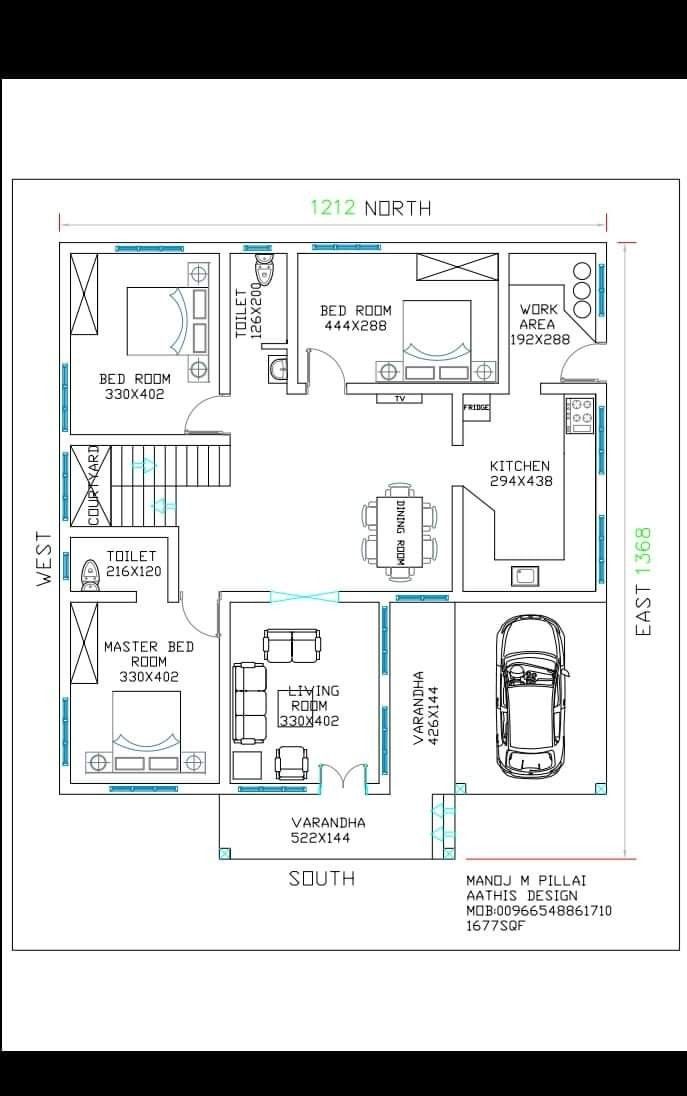 1212 NORTH
TOILET
126X200
BED ROOM
444X288
WORK
AREA
192X288
BED ROOM
330X402
TV
FRIDGE
COURTYARD
KITCHEN
294X438
DINING ROOM
WEST
TOILET
216X120
EAST 1368
MASTER BED
ROOM
330X402
LIVING
ROOM
330X402
VARANDHA
426X144
VARANDHA
522X144
SOUTH
MANOJ M PILLAI
AATHIS DESIGN
MOB:00966548861710
1677SQF